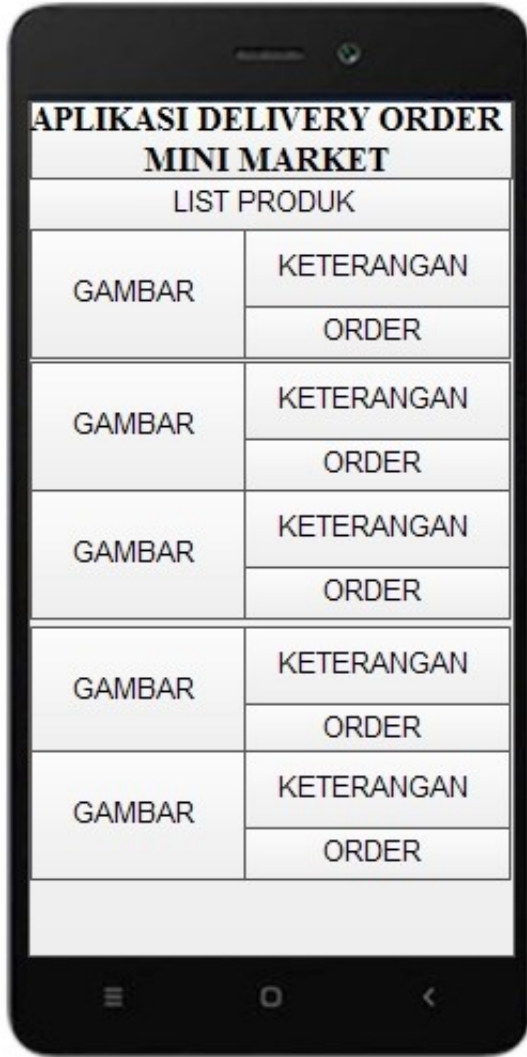 APLIKASI DELIVERY ORDER
MINI MARKET
LIST PRODUK
GAMBAR
KETERANGAN
ORDER
GAMBAR
KETERANGAN
ORDER
GAMBAR
KETERANGAN
ORDER
GAMBAR
KETERANGAN
ORDER
GAMBAR
KETERANGAN
ORDER